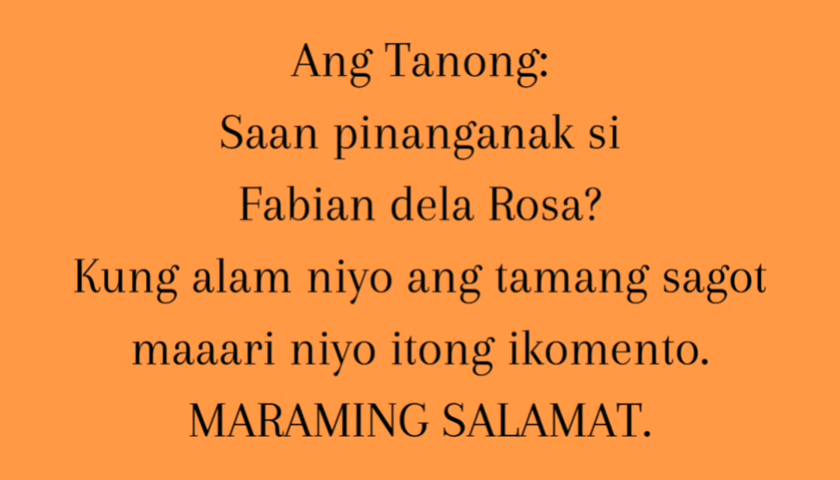 Ang Tanong:
Saan pinanganak si
Fabian dela Rosa?
Kung alam niyo ang tamang sagot
maaari niyo itong ikomento.
MARAMING SALAMAT.